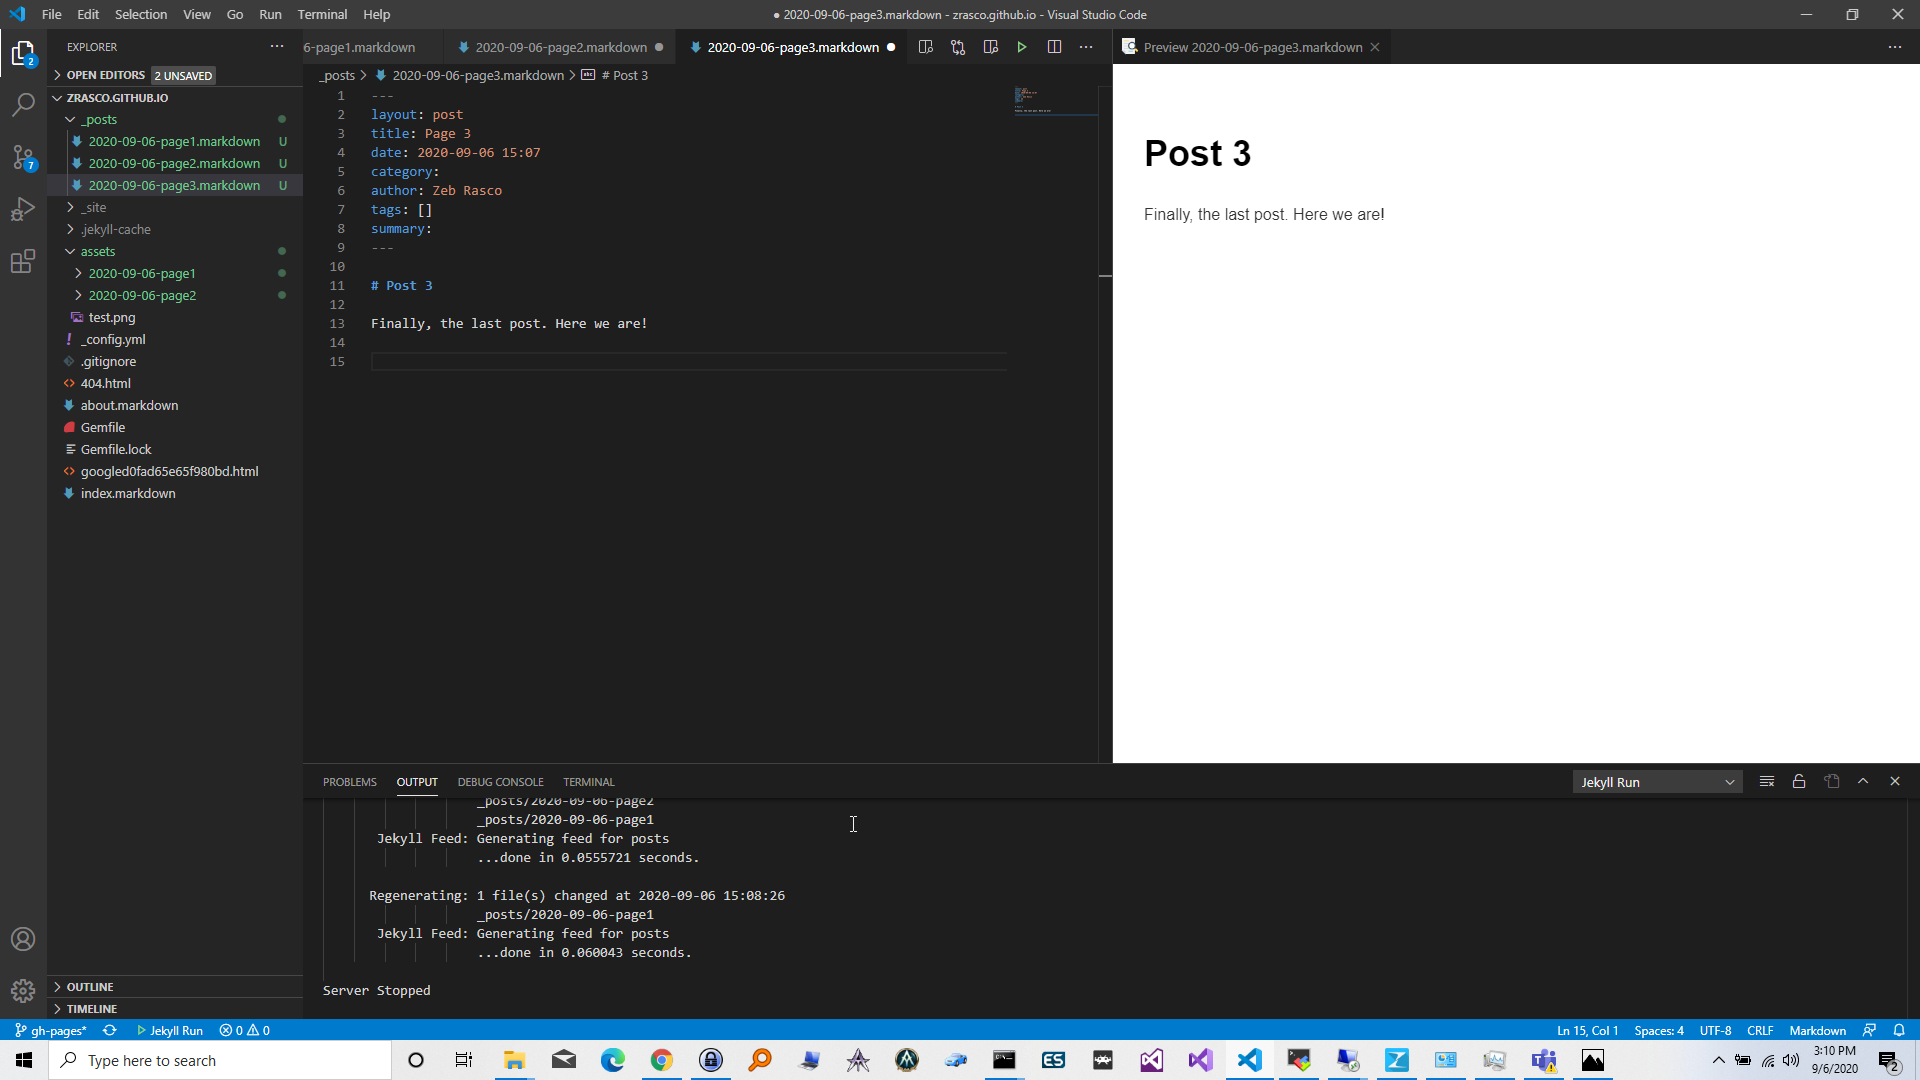 File Edit Selection View Go Run Terminal Help
● 2020-09-06-page3.markdown - zrasco.github.io - Visual Studio Code
EXPLORER
OPEN EDITORS 2 UNSAVED
ZRASCO.GITHUB.IO
_posts
2020-09-06-page1.markdown U
2020-09-06-page2.markdown U
2020-09-06-page3.markdown U
_site
.jekyll-cache
assets
2020-09-06-page1
2020-09-06-page2
test.png
_config.yml
.gitignore
404.html
about.markdown
Gemfile
Gemfile.lock
googled0fad65e65f980bd.html
index.markdown
OUTLINE
TIMELINE
2
7
6-page1.markdown 2020-09-06-page2.markdown 2020-09-06-page3.markdown
_posts > 2020-09-06-page3.markdown > # Post 3
1 ---
2 layout: post
3 title: Page 3
4 date: 2020-09-06 15:07
5 category:
6 author: Zeb Rasco
7 tags: []
8 summary:
9 ---
10
11 # Post 3
12
13 Finally, the last post. Here we are!
14
15
Preview 2020-09-06-page3.markdown
Post 3
Finally, the last post. Here we are!
PROBLEMS OUTPUT DEBUG CONSOLE TERMINAL
Jekyll Run
_posts/2020-09-06-page2
_posts/2020-09-06-page1
Jekyll Feed: Generating feed for posts
...done in 0.0555721 seconds.
Regenerating: 1 file(s) changed at 2020-09-06 15:08:26
_posts/2020-09-06-page1
Jekyll Feed: Generating feed for posts
...done in 0.060043 seconds.
Server Stopped
gh-pages* Jekyll Run 0 0
Ln 15, Col 1 Spaces: 4 UTF-8 CRLF Markdown
Type here to search
ES
3:10 PM
9/6/2020
2